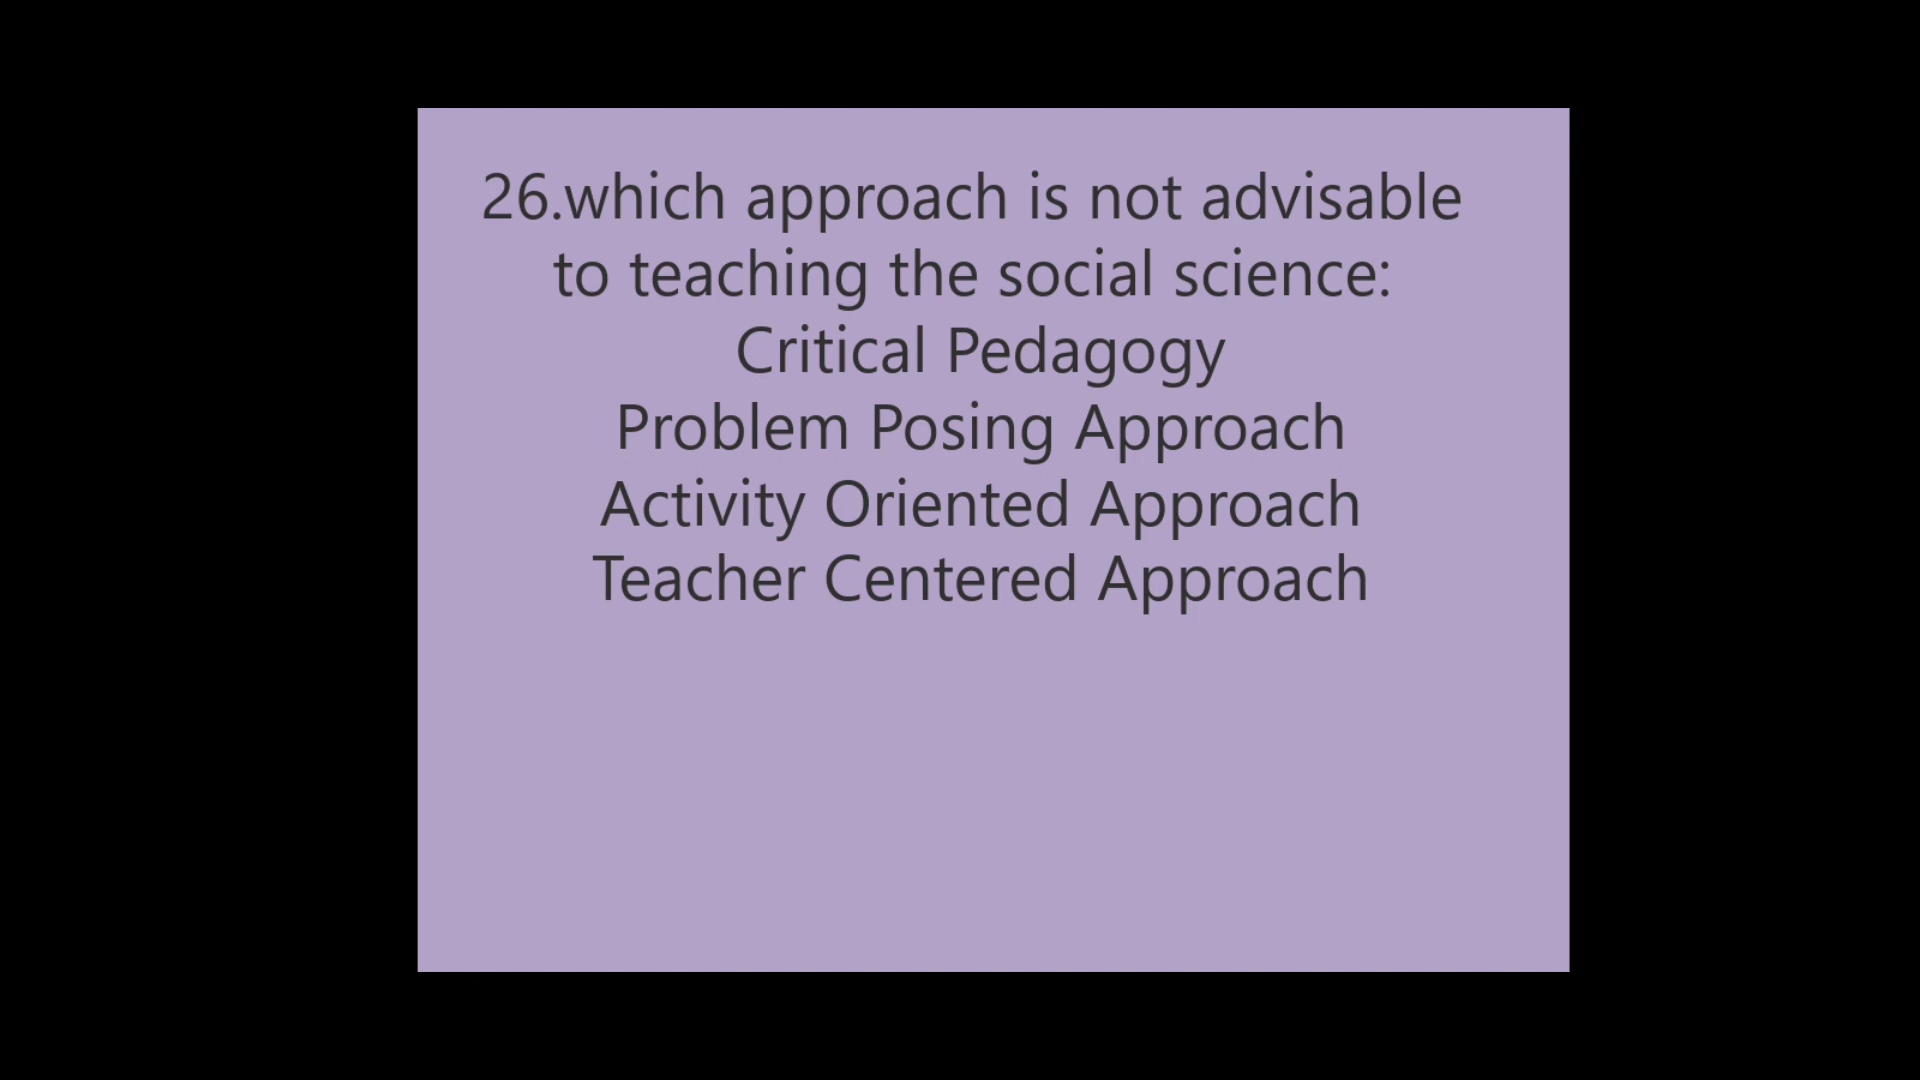 26.which approach is not advisable
to teaching the social science:
Critical Pedagogy
Problem Posing Approach
Activity Oriented Approach
Teacher Centered Approach